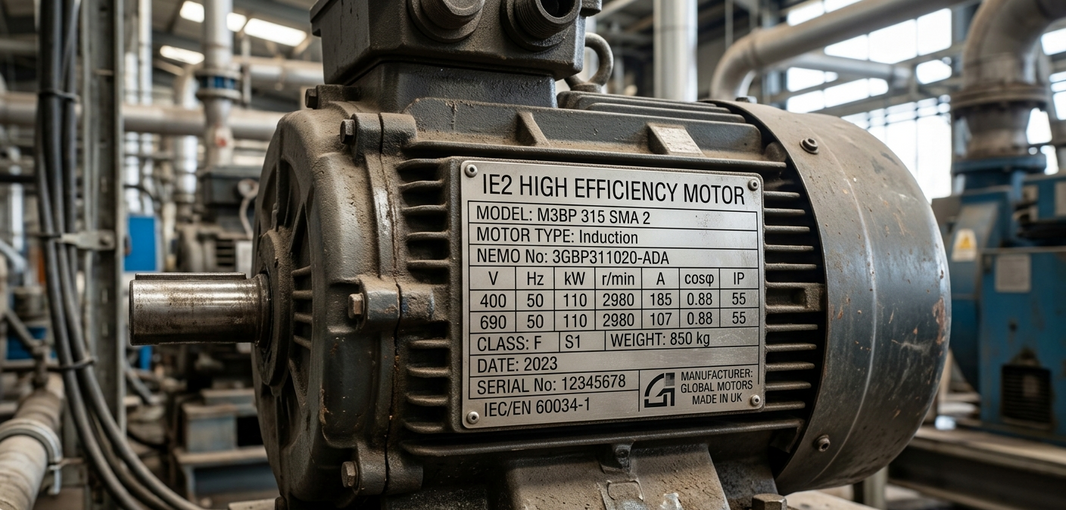 IE2 HIGH EFFICIENCY MOTOR
MODEL: M3BP 315 SMA 2
MOTOR TYPE: Induction
NEMO No: 3GBP311020-ADA
V Hz kW r/min A cosφ IP
400 50 110 2980 185 0.88 55
690 50 110 2980 107 0.88 55
CLASS: F S1 WEIGHT: 850 kg
DATE: 2023
SERIAL No: 12345678
IEC/EN 60034-1
MANUFACTURER:
GLOBAL MOTORS
MADE IN UK